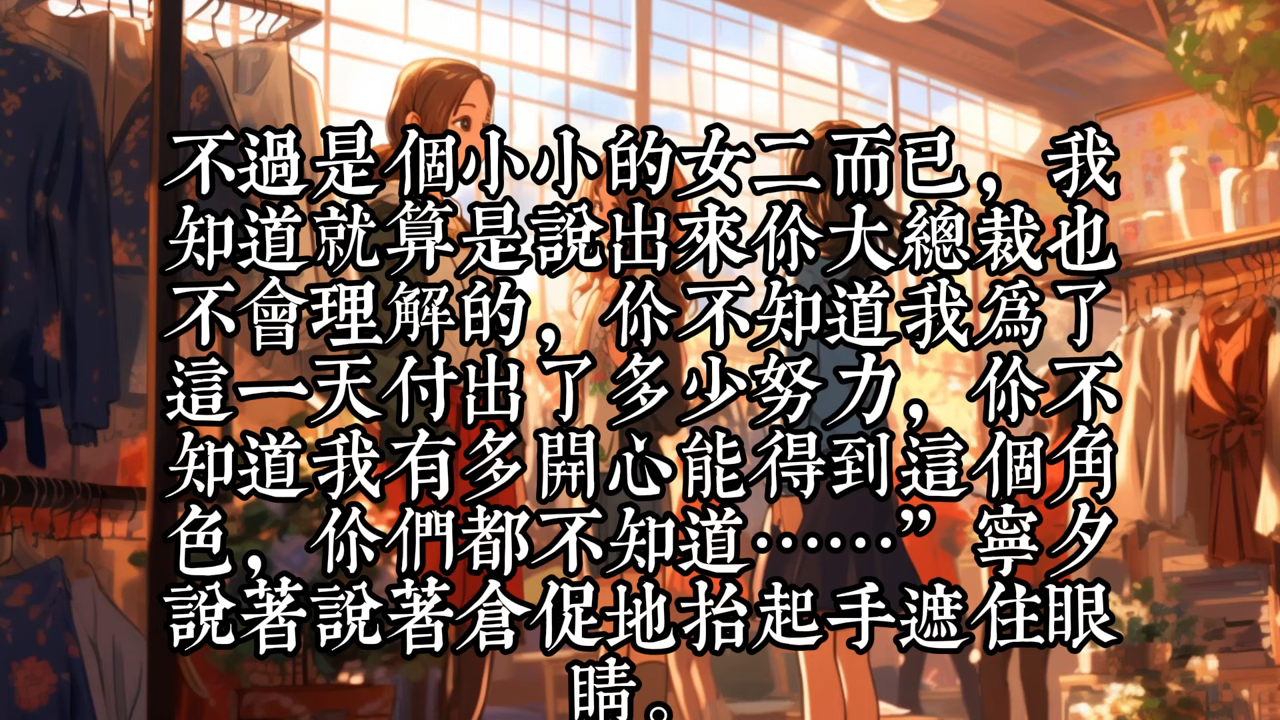 不過是個小小的女二而已，我
知道就算是說出來你大總裁也
不會理解的，你不知道我爲了
這一天付出了多少努力，你不
知道我有多開心能得到這個角
色，你們都不知道……”寧夕
說著說著倉促地抬起手遮住眼
睛。